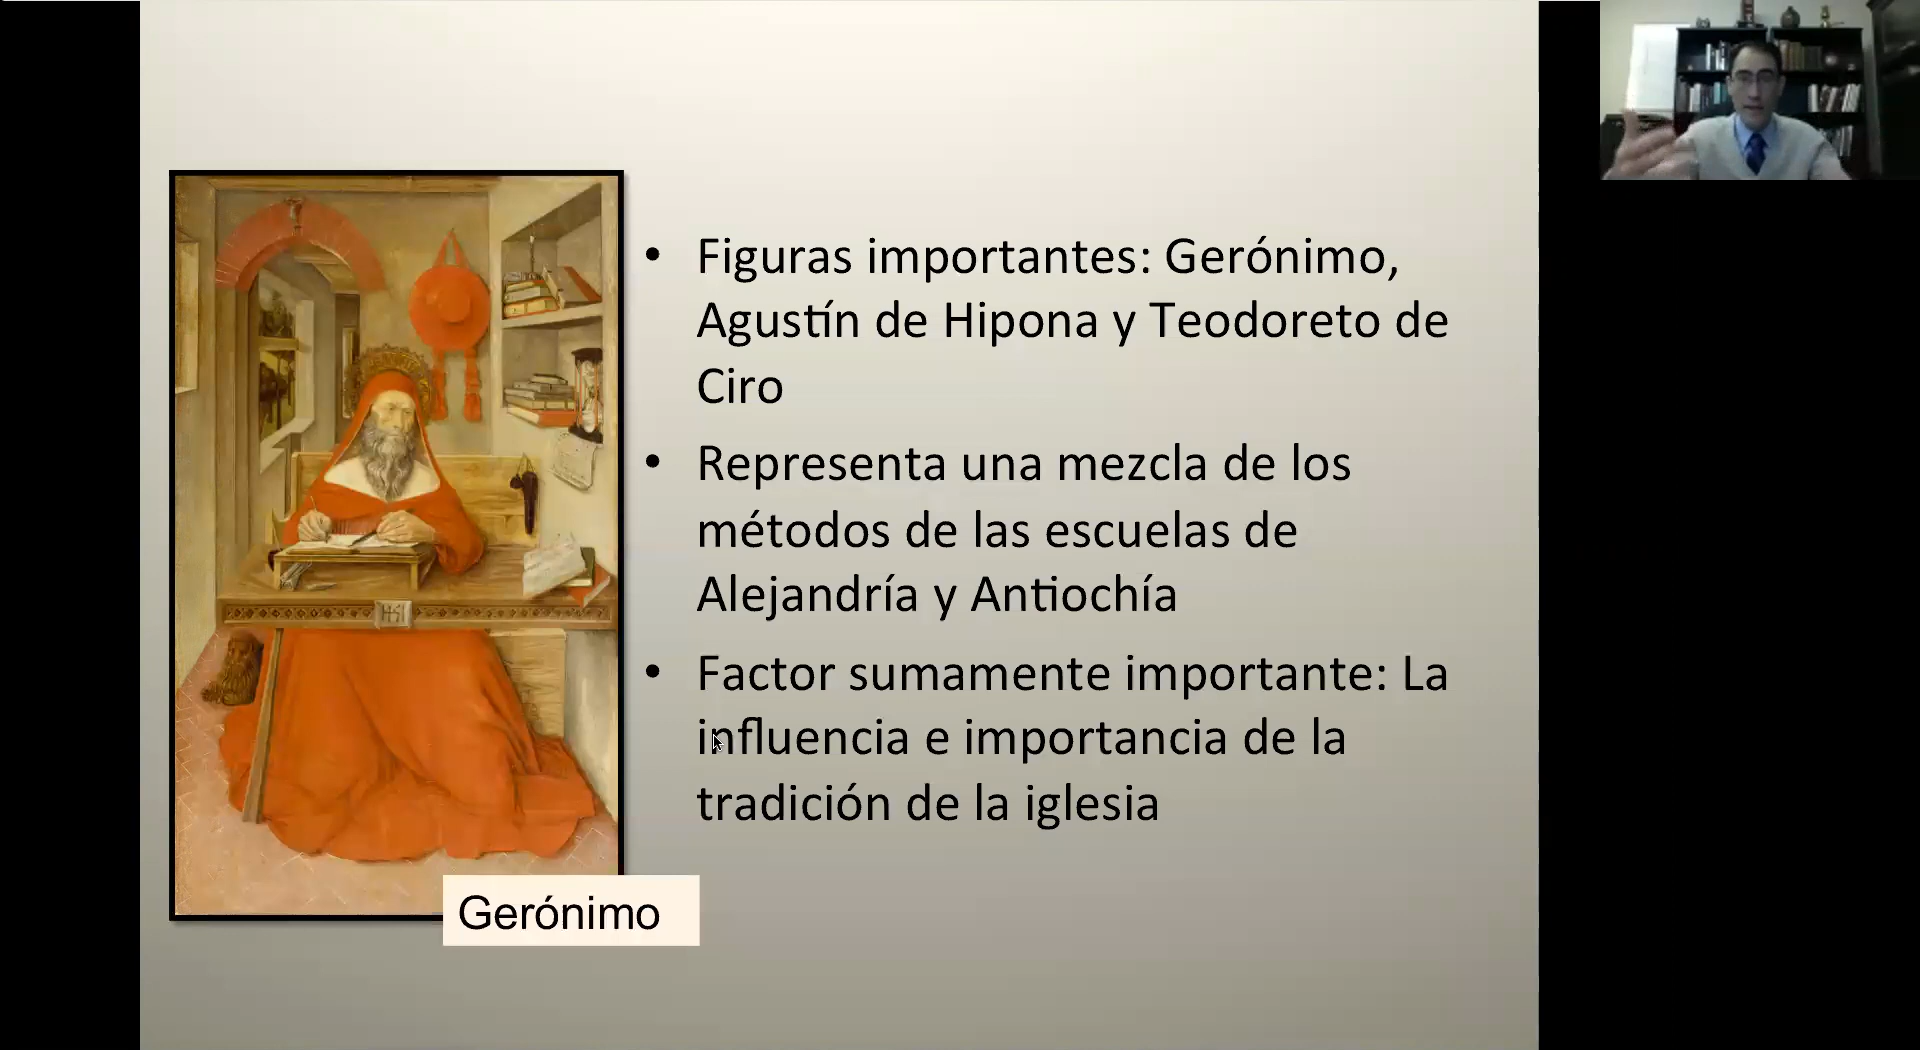 • Figuras importantes: Gerónimo,
Agustín de Hipona y Teodoreto de
Ciro
• Representa una mezcla de los
métodos de las escuelas de
Alejandría y Antiochía
• Factor sumamente importante: La
influencia e importancia de la
tradición de la iglesia
Gerónimo